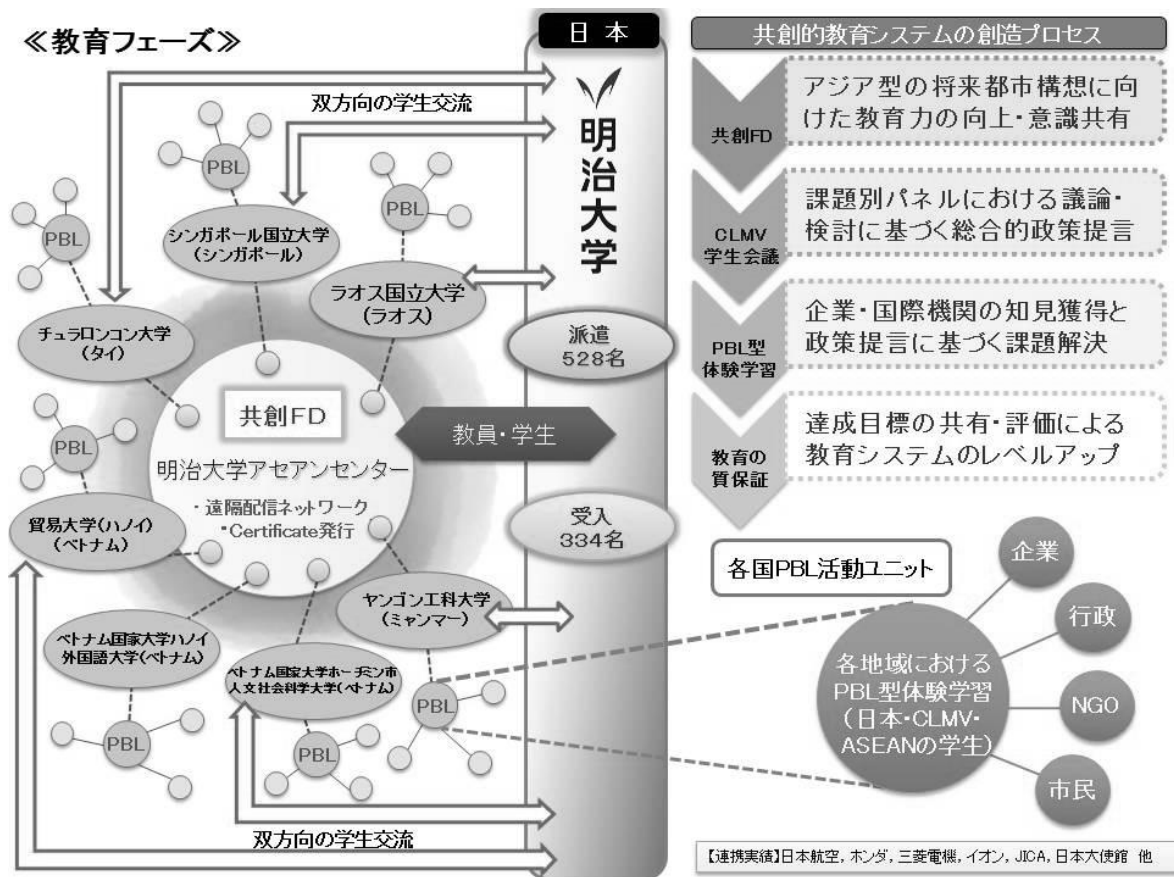 ≪教育フェーズ≫
日 本
明治大学
双方向の学生交流
PBL
PBL
PBL
シンガポール国立大学
(シンガポール)
ラオス国立大学
(ラオス)
チュラロンコン大学
(タイ)
派遣
528名
共創FD
教員・学生
明治大学アセアンセンター
・遠隔配信ネットワーク
・Certificate発行
PBL
貿易大学(ハノイ)
(ベトナム)
受入
334名
ヤンゴン工科大学
(ミャンマー)
ベトナム国家大学ハノイ
外国語大学(ベトナム)
ベトナム国家大学ホーチミン市
人文社会科学大学(ベトナム)
PBL
PBL
PBL
双方向の学生交流
共創的教育システムの創造プロセス
共創FD
アジア型の将来都市構想に向
けた教育力の向上・意識共有
CLMV
学生会議
課題別パネルにおける議論・
検討に基づく総合的政策提言
PBL型
体験学習
企業・国際機関の知見獲得と
政策提言に基づく課題解決
教育の
質保証
達成目標の共有・評価による
教育システムのレベルアップ
各国PBL活動ユニット
企業
行政
NGO
市民
各地域における
PBL型体験学習
(日本・CLMV・
ASEANの学生)
【連携実績】日本航空, ホンダ, 三菱電機, イオン, JICA, 日本大使館 他